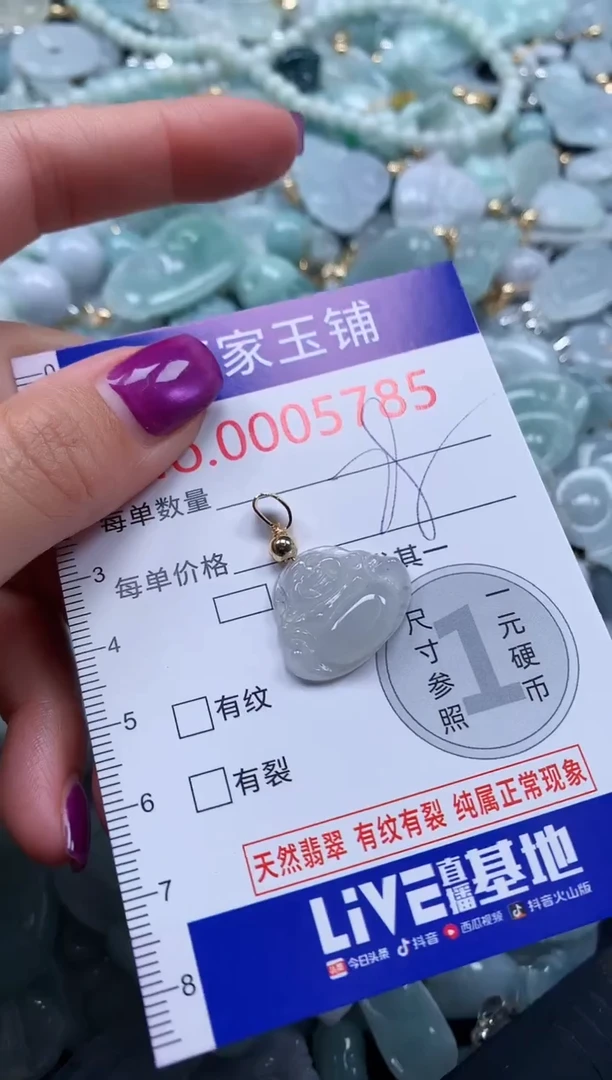 家玉铺
.0005785
每单数量
每单价格
其一
有纹
有裂
尺寸参照
1
一元硬币
天然翡翠 有纹有裂 纯属正常现象
LiVE直播基地
今日头条 抖音 西瓜视频 抖音火山版
0
3
4
5
6
7
8